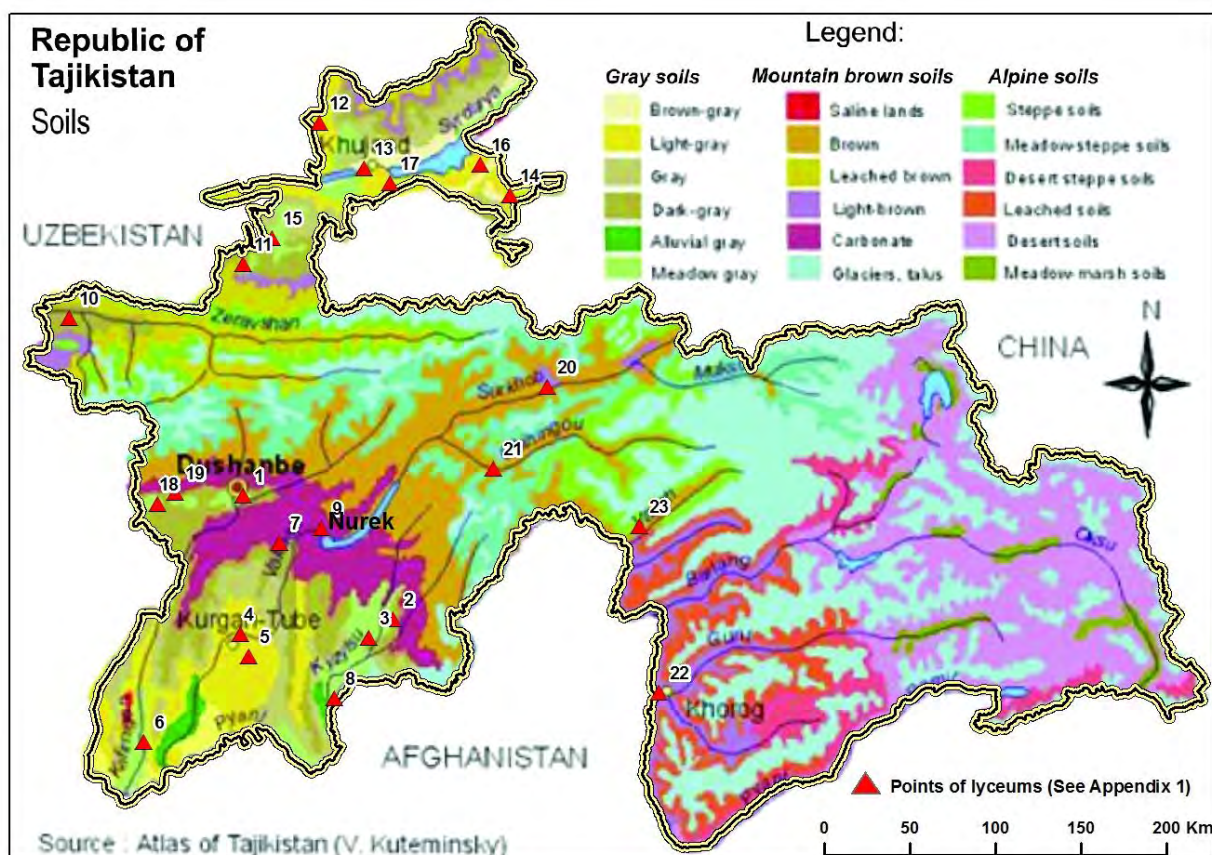 Republic of
Tajikistan
Soils
Legend:
Gray soils
Brown-gray
Light-gray
Gray
Dark-gray
Alluvial gray
Meadow gray
Mountain brown soils
Saline lands
Brown
Leached brown
Light-brown
Carbonate
Glaciers, talus
Alpine soils
Steppe soils
Meadow-steppe soils
Desert steppe soils
Leached soils
Desert soils
Meadow-marsh soils
12
Khujand
Syrdarya
13
17
16
14
15
UZBEKISTAN
11
10
Zeravshan
CHINA
N
20
Surkhob
Muksu
21
Dushanbe
18
19
1
7
9
Nurek
23
Bartang
Oksu
2
3
4
5
Kurgan-Tube
Kyzylsu
Gunt
22
Khorog
8
6
Kafirnigan
Pyanj
Pyanj
AFGHANISTAN
Points of lyceums (See Appendix 1)
0 50 100 150 200 Km
Source : Atlas of Tajikistan (V. Kuteminsky)